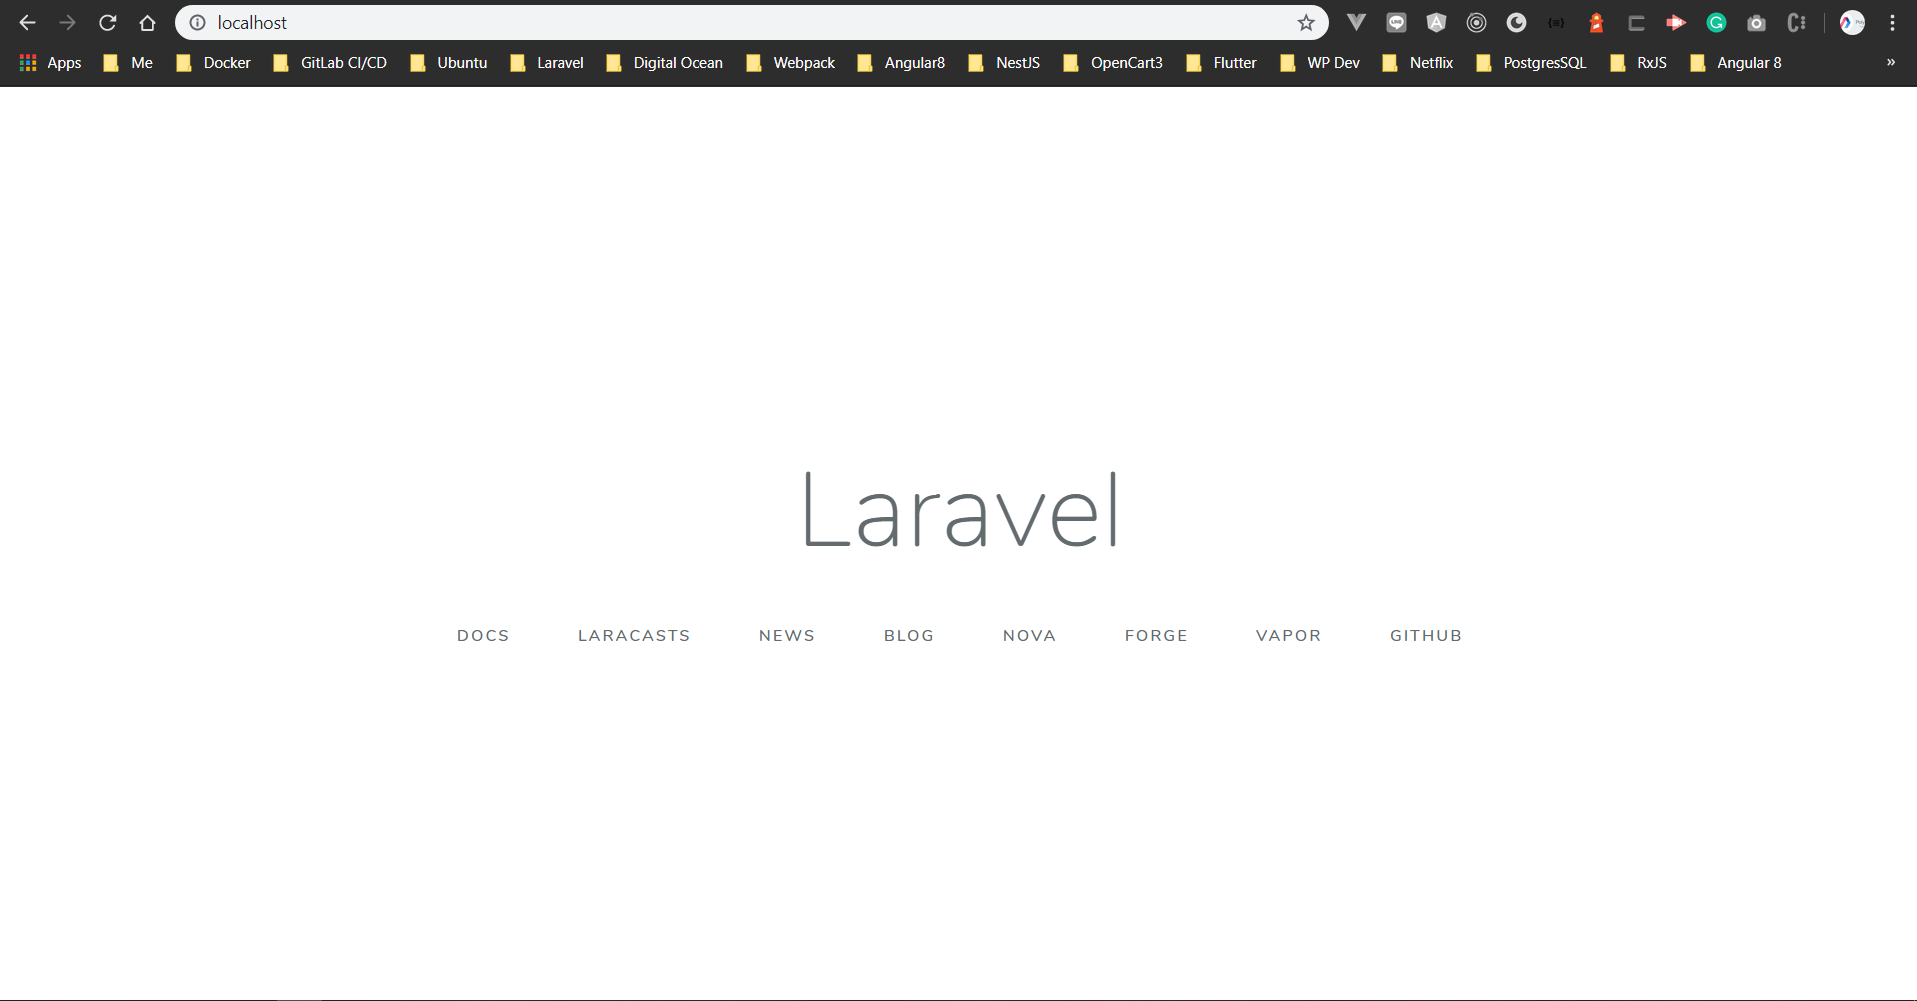 localhost
Apps Me Docker GitLab CI/CD Ubuntu Laravel Digital Ocean Webpack Angular8 NestJS OpenCart3 Flutter WP Dev Netflix PostgresSQL RxJS Angular 8 »
Laravel
DOCS LARACASTS NEWS BLOG NOVA FORGE VAPOR GITHUB